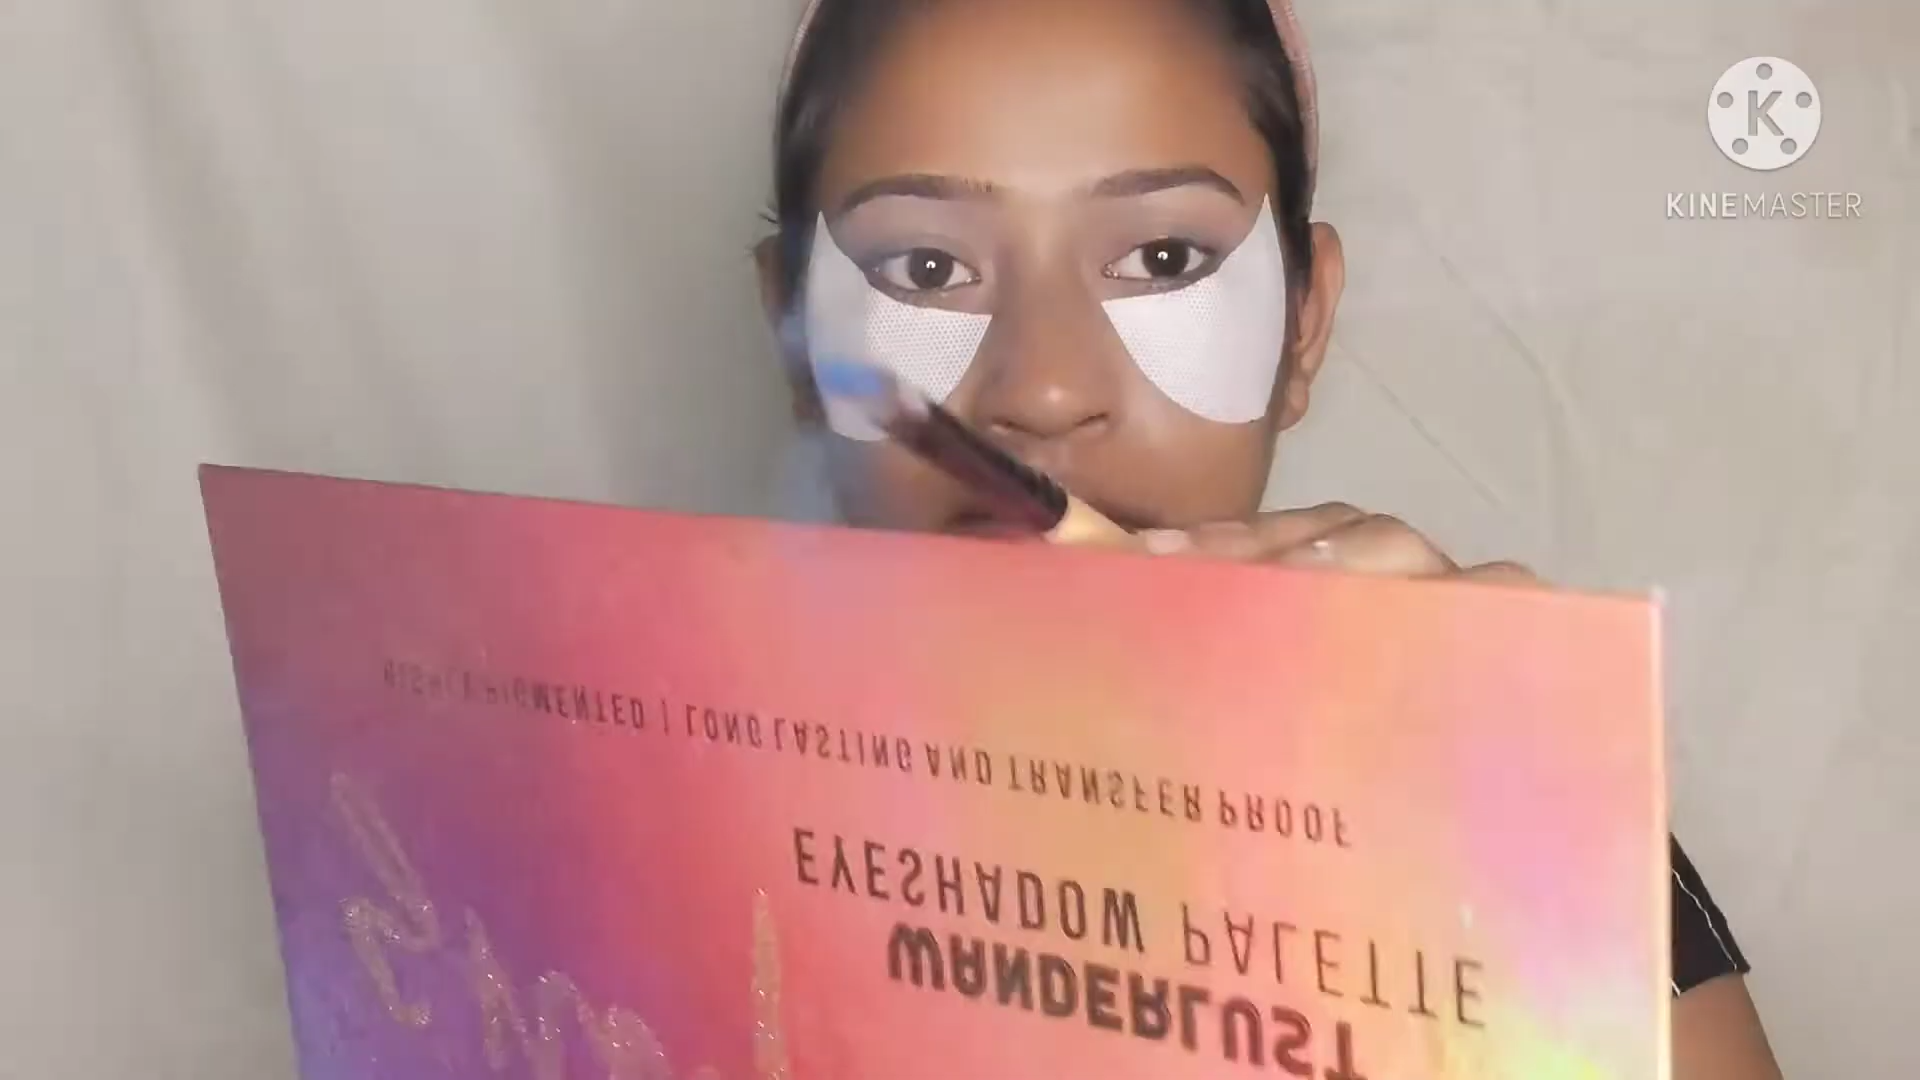 K
KINEMASTER
HIGHLY PIGMENTED | LONG LASTING AND TRANSFER PROOF
EYESHADOW PALETTE
WANDERLUST